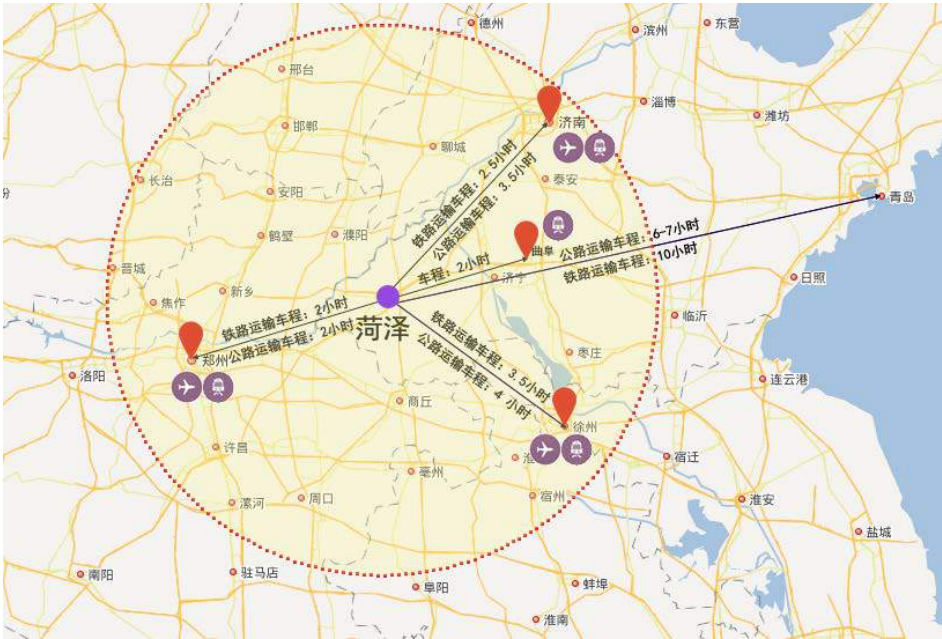 德州
滨州
东营
邢台
淄博
济南
潍坊
邯郸
聊城
长治
安阳
泰安
青岛
铁路运输车程：2.5小时
公路运输车程：3.5小时
鹤壁
濮阳
曲阜
公路运输车程：6-7小时
铁路运输车程：10小时
车程：2小时
晋城
济宁
日照
焦作
新乡
菏泽
临沂
铁路运输车程：2小时
公路运输车程：2小时
郑州
铁路运输车程：3.5小时
公路运输车程：4 小时
枣庄
洛阳
连云港
商丘
徐州
许昌
淮
宿迁
亳州
漯河
周口
宿州
淮安
盐城
南阳
驻马店
阜阳
蚌埠
淮南